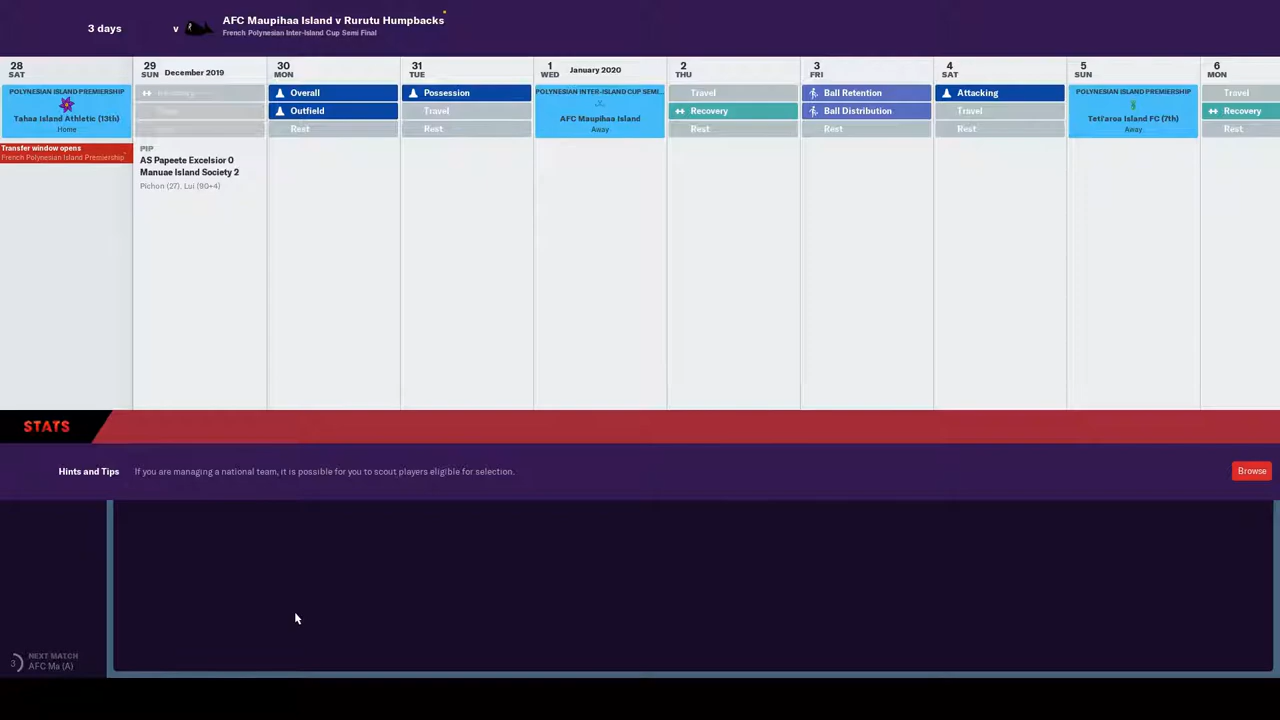 3 days
v
AFC Maupihaa Island v Rurutu Humpbacks
French Polynesian Inter-Island Cup Semi Final
28
SAT
29
SUN December 2019
30
MON
31
TUE
1
WED January 2020
2
THU
3
FRI
4
SAT
5
SUN
6
MON
POLYNESIAN ISLAND PREMIERSHIP
Tahaa Island Athletic (13th)
Home
Transfer window opens
French Polynesian Island Premiership
PIP
AS Papeete Excelsior 0
Manuae Island Society 2
Pichon (27), Lui (90+4)
Overall
Outfield
Rest
Possession
Travel
Rest
POLYNESIAN INTER-ISLAND CUP SEMI...
AFC Maupihaa Island
Away
Travel
Recovery
Rest
Ball Retention
Ball Distribution
Rest
Attacking
Travel
Rest
POLYNESIAN ISLAND PREMIERSHIP
Teti'aroa Island FC (7th)
Away
Travel
Recovery
Rest
STATS
Hints and Tips
If you are managing a national team, it is possible for you to scout players eligible for selection.
Browse
3
NEXT MATCH
AFC Ma (A)